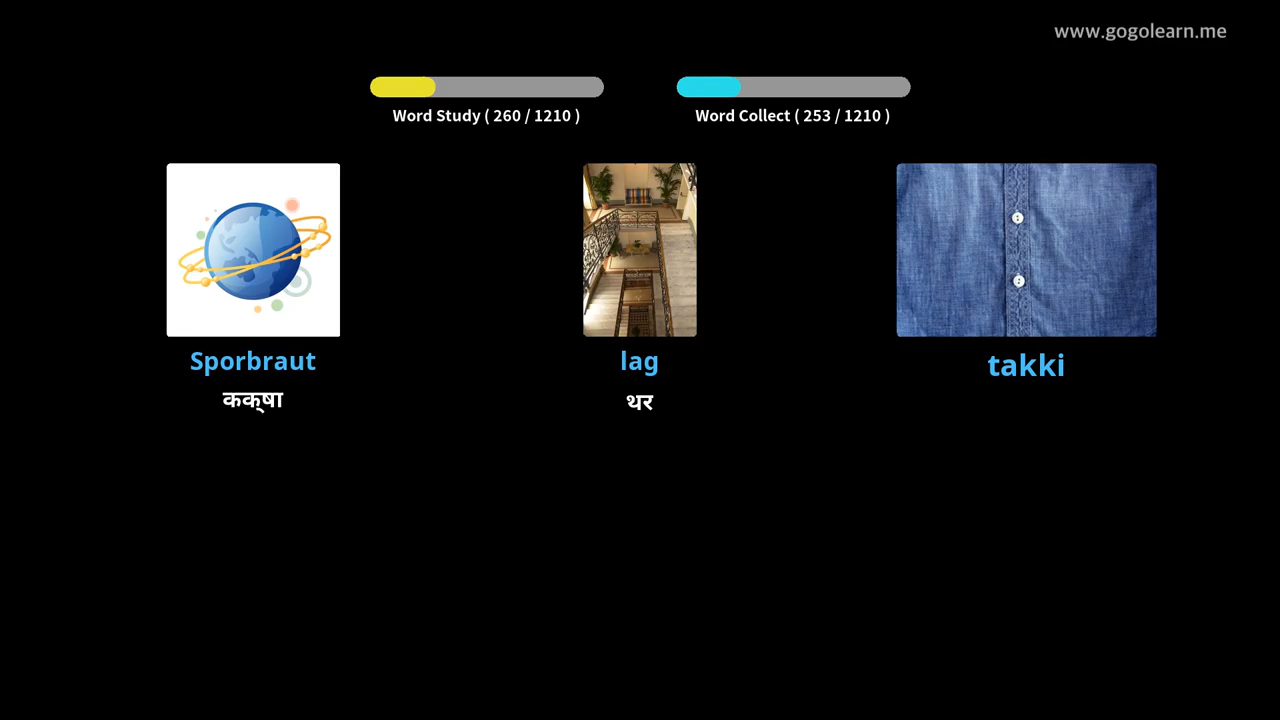 www.gogolearn.me
Word Study ( 260 / 1210 )
Word Collect ( 253 / 1210 )
Sporbraut
lag
takki
कक्षा
थर